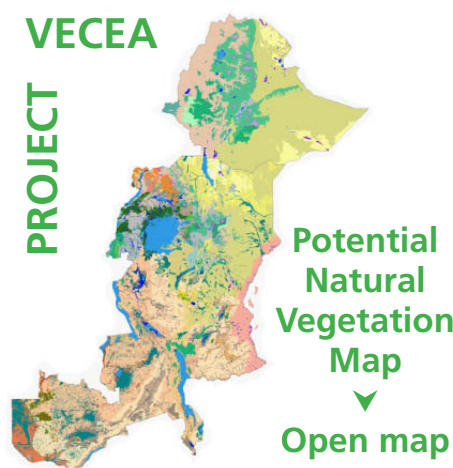 VECEA
PROJECT
Potential
Natural
Vegetation
Map
Open map